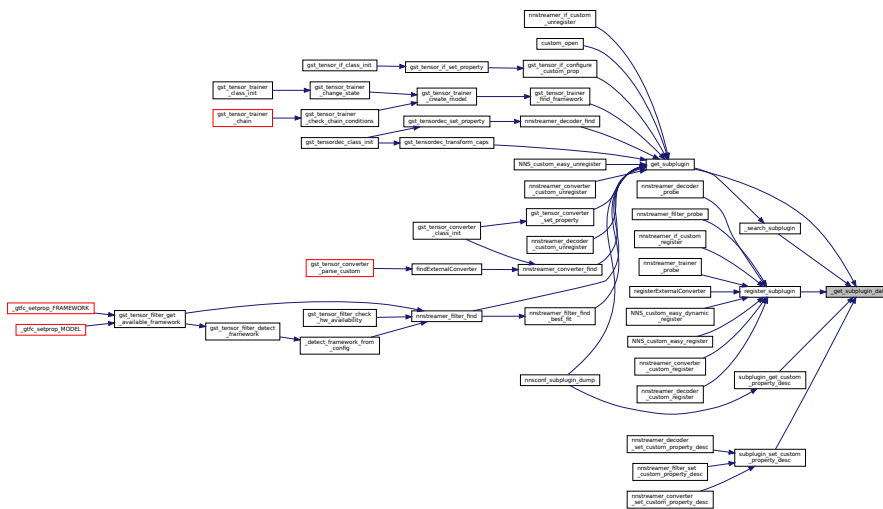 nnstreamer_if_custom
_unregister
custom_open
gst_tensor_if_class_init
gst_tensor_if_set_property
gst_tensor_if_configure
_custom_prop
gst_tensor_trainer
_class_init
gst_tensor_trainer
_change_state
gst_tensor_trainer
_create_model
gst_tensor_trainer
_find_framework
gst_tensor_trainer
_chain
gst_tensor_trainer
_check_chain_conditions
gst_tensordec_set_property
nnstreamer_decoder_find
gst_tensordec_class_init
gst_tensordec_transform_caps
NNS_custom_easy_unregister
get_subplugin
nnstreamer_converter
_custom_unregister
nnstreamer_decoder
_probe
gst_tensor_converter
_set_property
nnstreamer_filter_probe
gst_tensor_converter
_class_init
_search_subplugin
nnstreamer_decoder
_custom_unregister
nnstreamer_if_custom
_register
gst_tensor_converter
_parse_custom
findExternalConverter
nnstreamer_converter_find
nnstreamer_trainer
_probe
registerExternalConverter
register_subplugin
_get_subplugin_dat
_gtfc_setprop_FRAMEWORK
_gtfc_setprop_MODEL
gst_tensor_filter_get
_available_framework
gst_tensor_filter_detect
_framework
gst_tensor_filter_check
_hw_availability
_detect_framework_from
_config
nnstreamer_filter_find
nnstreamer_filter_find
_best_fit
NNS_custom_easy_dynamic
_register
NNS_custom_easy_register
nnstreamer_converter
_custom_register
nnsconf_subplugin_dump
nnstreamer_decoder
_custom_register
subplugin_get_custom
_property_desc
nnstreamer_decoder
_set_custom_property_desc
nnstreamer_filter_set
_custom_property_desc
subplugin_set_custom
_property_desc
nnstreamer_converter
_set_custom_property_desc